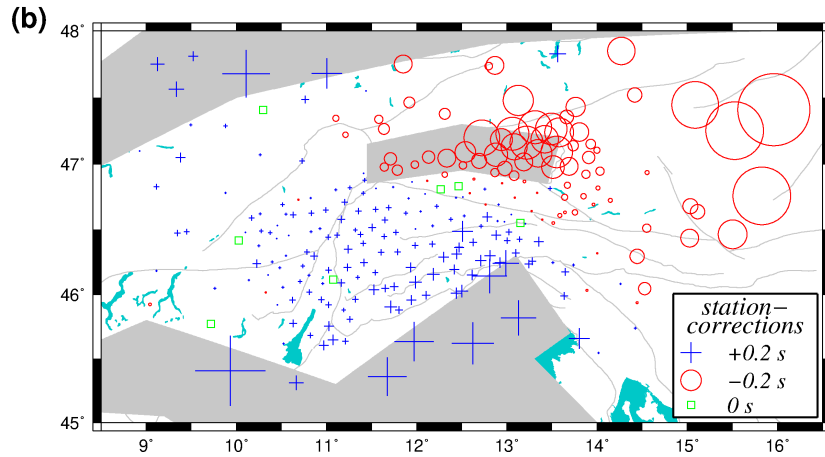 (b)
48˚
47˚
46˚
45˚
9˚ 10˚ 11˚ 12˚ 13˚ 14˚ 15˚ 16˚
station-
corrections
+0.2 s
−0.2 s
0 s